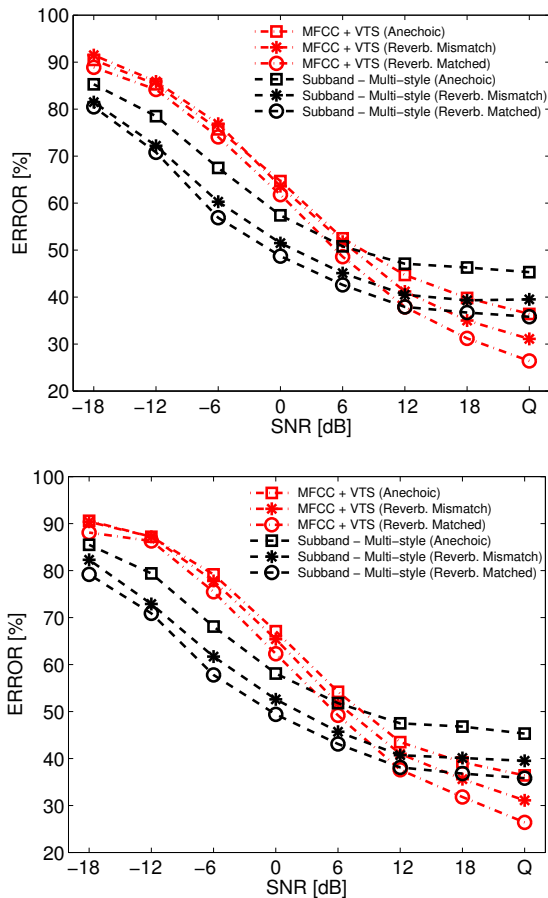 100
90
80
70
60
50
40
30
20
ERROR [%]
MFCC + VTS (Anechoic)
MFCC + VTS (Reverb. Mismatch)
MFCC + VTS (Reverb. Matched)
Subband − Multi−style (Anechoic)
Subband − Multi−style (Reverb. Mismatch)
Subband − Multi−style (Reverb. Matched)
−18 −12 −6 0 6 12 18 Q
SNR [dB]
100
90
80
70
60
50
40
30
20
ERROR [%]
MFCC + VTS (Anechoic)
MFCC + VTS (Reverb. Mismatch)
MFCC + VTS (Reverb. Matched)
Subband − Multi−style (Anechoic)
Subband − Multi−style (Reverb. Mismatch)
Subband − Multi−style (Reverb. Matched)
−18 −12 −6 0 6 12 18 Q
SNR [dB]